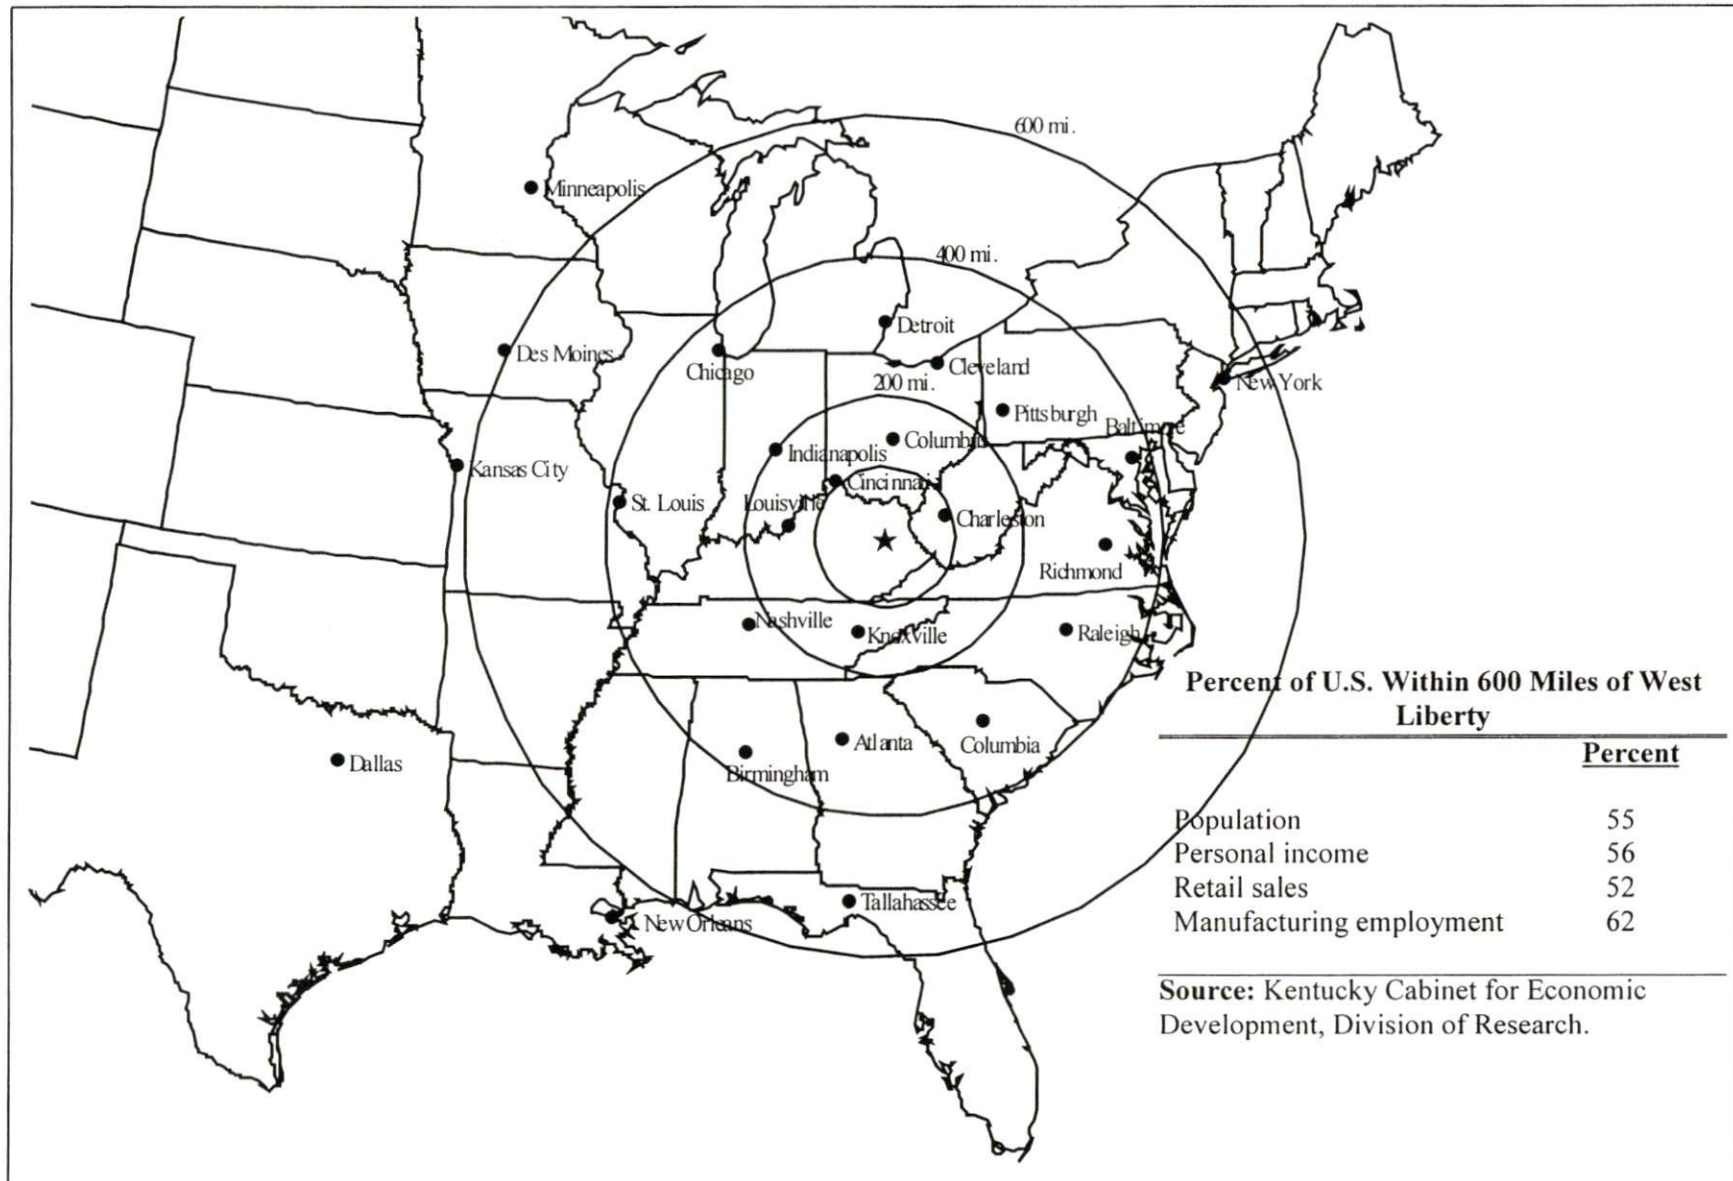 600 mi.
Minneapolis
400 mi.
Detroit
Des Moines
Chicago
Cleveland
200 mi.
New York
Pittsburgh
Baltimore
Columbus
Indianapolis
Kansas City
Cincinnati
St. Louis
Louisville
Charleston
Richmond
Nashville
Knoxville
Raleigh
Percent of U.S. Within 600 Miles of West
Liberty
Atlanta
Columbia
Percent
Dallas
Birmingham
Population 55
Personal income 56
Retail sales 52
Tallahassee
Manufacturing employment 62
New Orleans
Source: Kentucky Cabinet for Economic
Development, Division of Research.